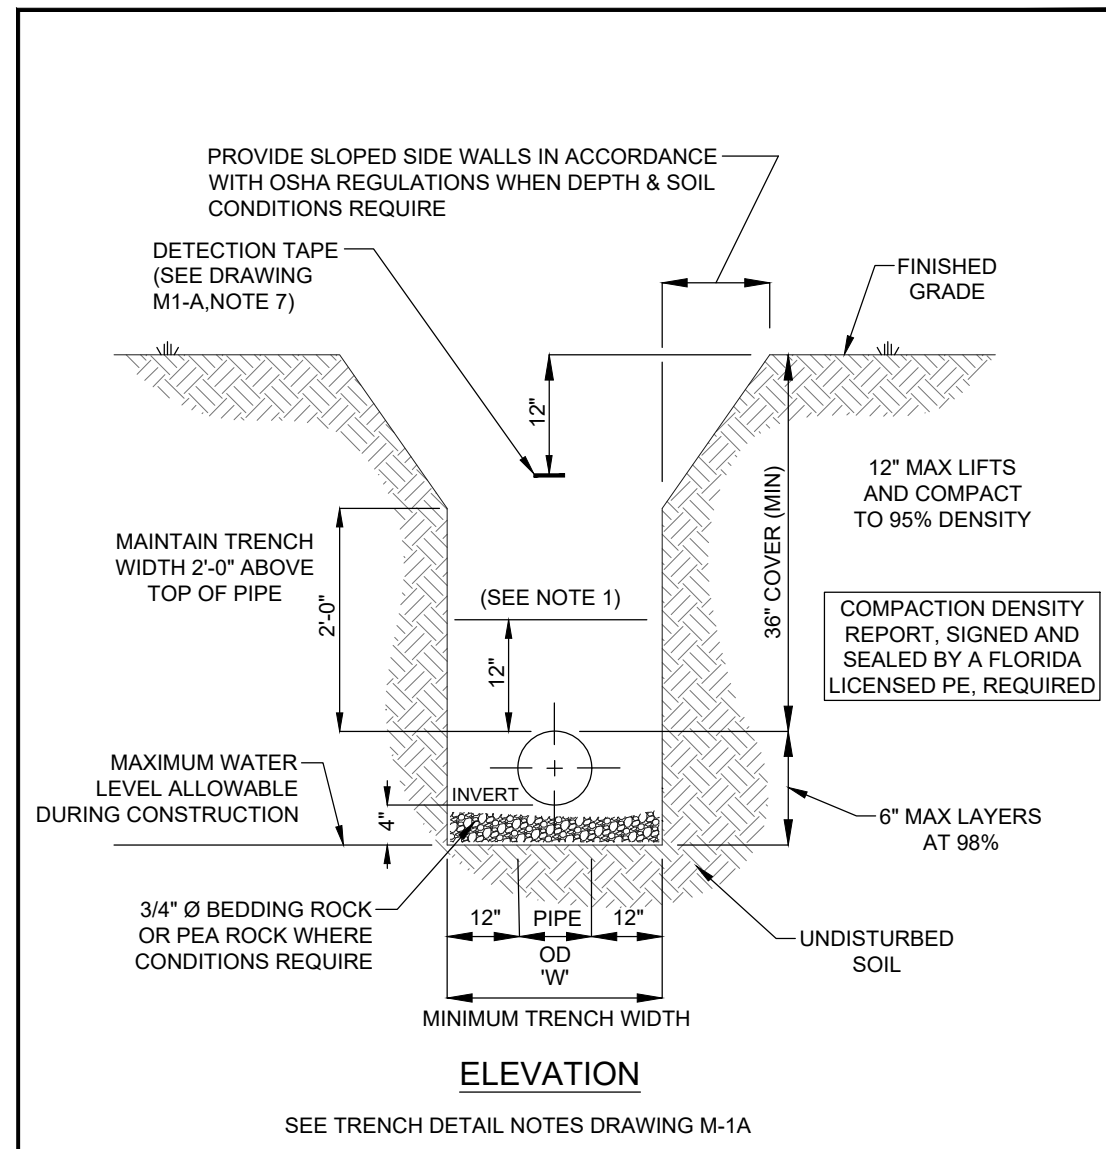 PROVIDE SLOPED SIDE WALLS IN ACCORDANCE
WITH OSHA REGULATIONS WHEN DEPTH & SOIL
CONDITIONS REQUIRE
DETECTION TAPE
(SEE DRAWING
M1-A,NOTE 7)
FINISHED
GRADE
12"
12" MAX LIFTS
AND COMPACT
TO 95% DENSITY
36" COVER (MIN)
MAINTAIN TRENCH
WIDTH 2'-0" ABOVE
TOP OF PIPE
2'-0"
(SEE NOTE 1)
12"
COMPACTION DENSITY
REPORT, SIGNED AND
SEALED BY A FLORIDA
LICENSED PE, REQUIRED
MAXIMUM WATER
LEVEL ALLOWABLE
DURING CONSTRUCTION
INVERT
4"
6" MAX LAYERS
AT 98%
3/4" Ø BEDDING ROCK
OR PEA ROCK WHERE
CONDITIONS REQUIRE
12" PIPE 12"
OD
'W'
UNDISTURBED
SOIL
MINIMUM TRENCH WIDTH
ELEVATION
SEE TRENCH DETAIL NOTES DRAWING M-1A